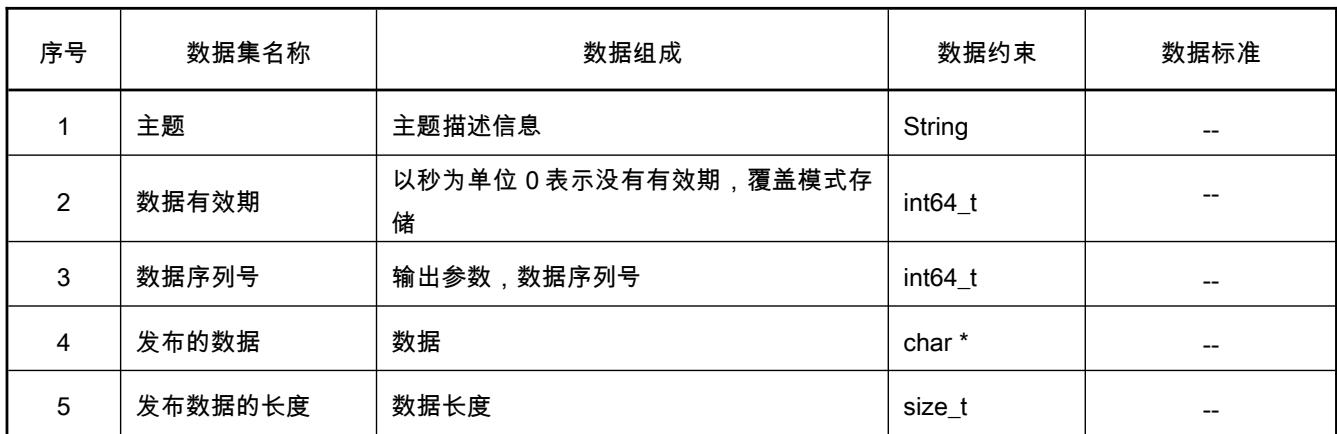 序号 数据集名称 数据组成 数据约束 数据标准
1 主题 主题描述信息 String --
2 数据有效期 以秒为单位 0 表示没有有效期，覆盖模式存
储 int64_t --
3 数据序列号 输出参数，数据序列号 int64_t --
4 发布的数据 数据 char * --
5 发布数据的长度 数据长度 size_t --